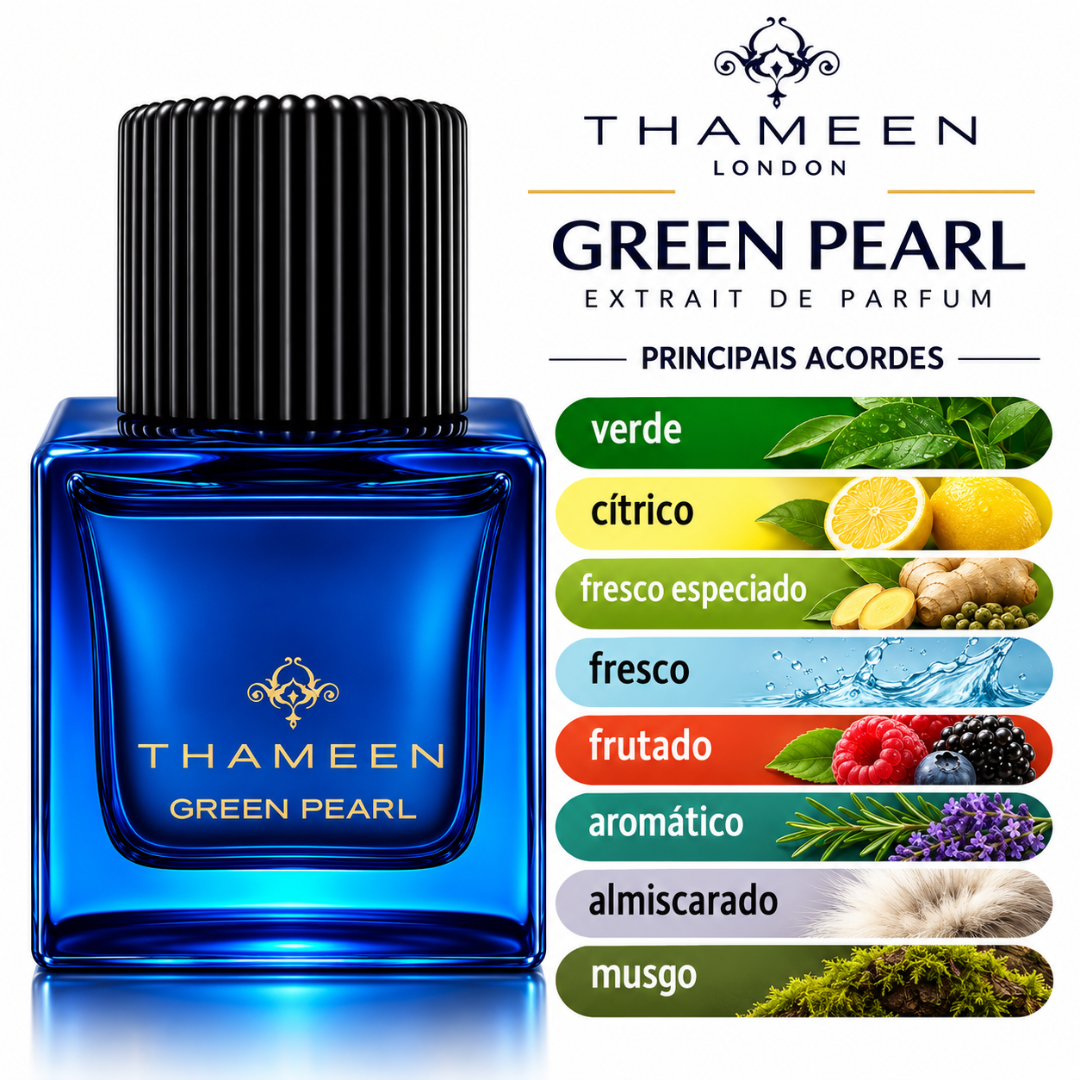 THAMEEN
LONDON
GREEN PEARL
EXTRAIT DE PARFUM
PRINCIPAIS ACORDES
verde
cítrico
fresco especiado
fresco
frutado
aromático
almiscarado
musgo
THAMEEN
GREEN PEARL